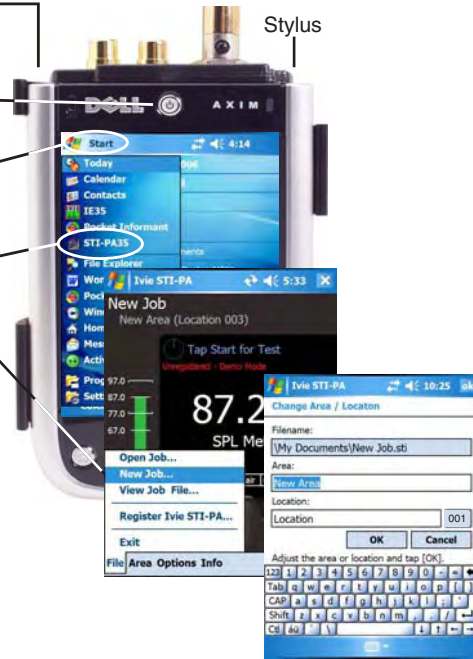 Stylus
DELL AXIM
Start 4:14
Today
Calendar
Contacts
IE35
Pocket Informant
STI-PA35
File Explorer
Ivie STI-PA 5:33
New Job
New Area (Location 003)
Tap Start for Test
Unregistered - Demo Mode
97.0
87.0
77.0
67.0
87.2
SPL Me
Open Job...
New Job...
View Job File...
Register Ivie STI-PA...
Exit
File Area Options Info
Ivie STI-PA 10:25 ok
Change Area / Locaton
Filename:
\My Documents\New Job.sti
Area:
New Area
Location:
Location 001
OK Cancel
Adjust the area or location and tap [OK].
123 1 2 3 4 5 6 7 8 9 0 - =
Tab q w e r t y u i o p [ ]
CAP a s d f g h j k l ; '
Shift z x c v b n m , . /
Ctl áü ` \